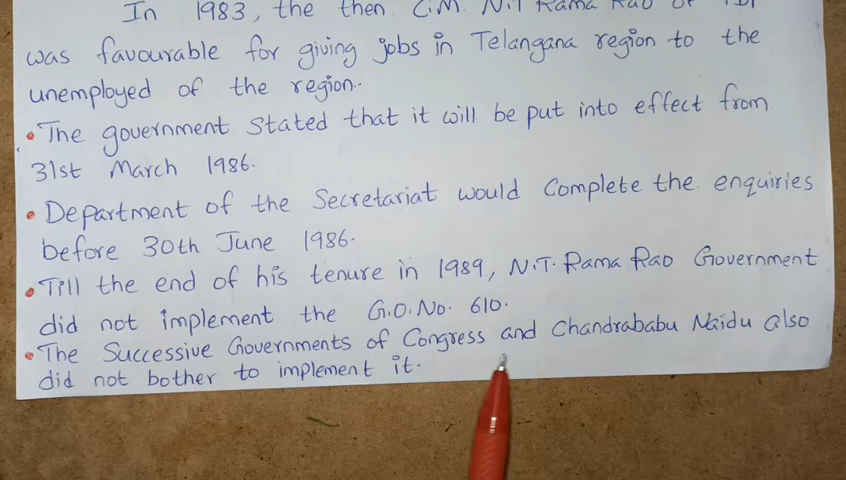 In 1983, the then C.M. N.T Rama Rao of TDP
was favourable for giving jobs in Telangana region to the
unemployed of the region.
• The government stated that it will be put into effect from
31st March 1986.
• Department of the Secretariat would complete the enquiries
before 30th June 1986.
• Till the end of his tenure in 1989, N.T. Rama Rao Government
did not implement the G.O.No. 610.
• The Successive Governments of Congress and Chandrababu Naidu also
did not bother to implement it.